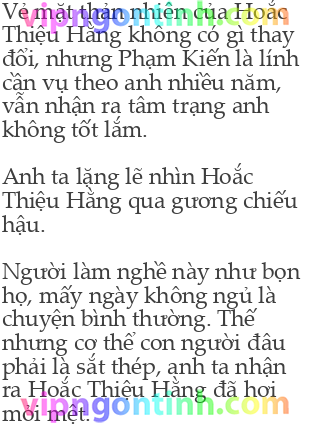 Vẻ mặt thản nhiên của Hoắc
Thiệu Hằng không có gì thay
đổi, nhưng Phạm Kiến là lính
cần vụ theo anh nhiều năm,
vẫn nhận ra tâm trạng anh
không tốt lắm.
Anh ta lặng lẽ nhìn Hoắc
Thiệu Hằng qua gương chiếu
hậu.
Người làm nghề này như bọn
họ, mấy ngày không ngủ là
chuyện bình thường. Thế
nhưng cơ thể con người đâu
phải là sắt thép, anh ta nhận
ra Hoắc Thiệu Hằng đã hơi
mỏi mệt.
vipngontinh.com
vipngontinh.com